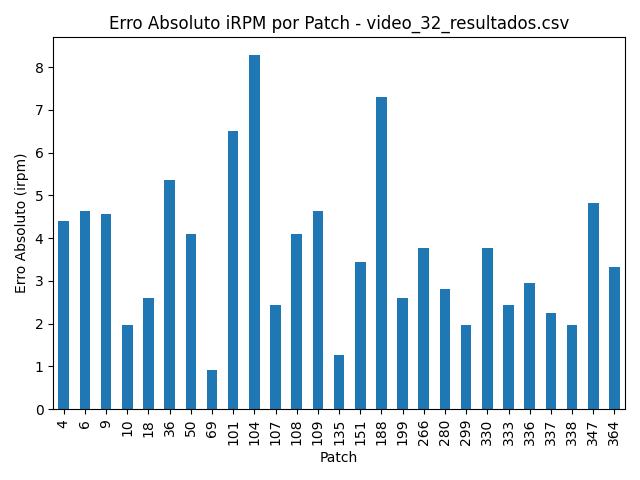 Erro Absoluto iRPM por Patch - video_32_resultados.csv
Erro Absoluto (irpm)
8
7
6
5
4
3
2
1
0
4 6 9 10 18 36 50 69 101 104 107 108 109 135 151 188 199 266 280 299 330 333 336 337 338 347 364
Patch